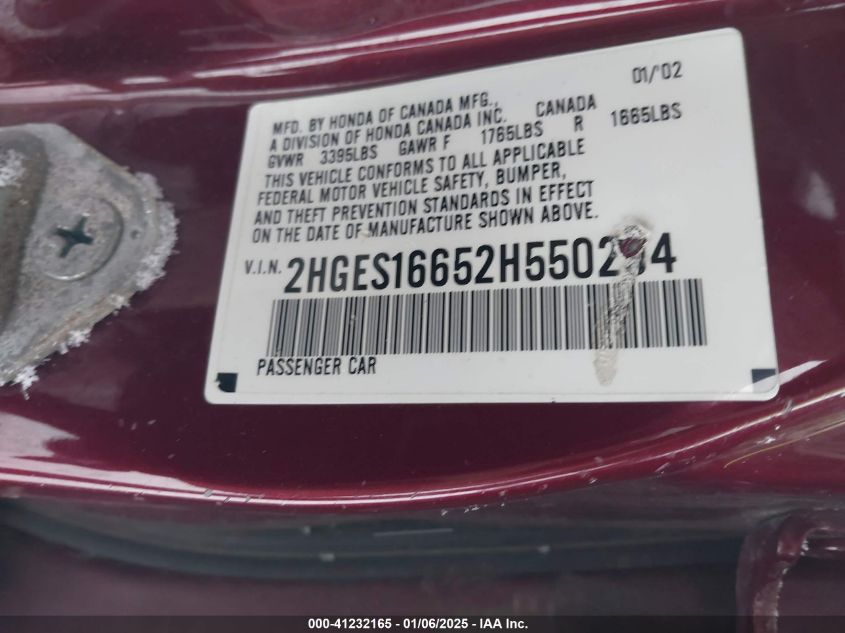 01/'02
MFD. BY HONDA OF CANADA MFG.,
A DIVISION OF HONDA CANADA INC. CANADA
GVWR 3395LBS GAWR F 1765LBS R 1665LBS
THIS VEHICLE CONFORMS TO ALL APPLICABLE
FEDERAL MOTOR VEHICLE SAFETY, BUMPER,
AND THEFT PREVENTION STANDARDS IN EFFECT
ON THE DATE OF MANUFACTURE SHOWN ABOVE.
V.I.N.
PASSENGER CAR
000-41232165 - 01/06/2025 - IAA Inc.